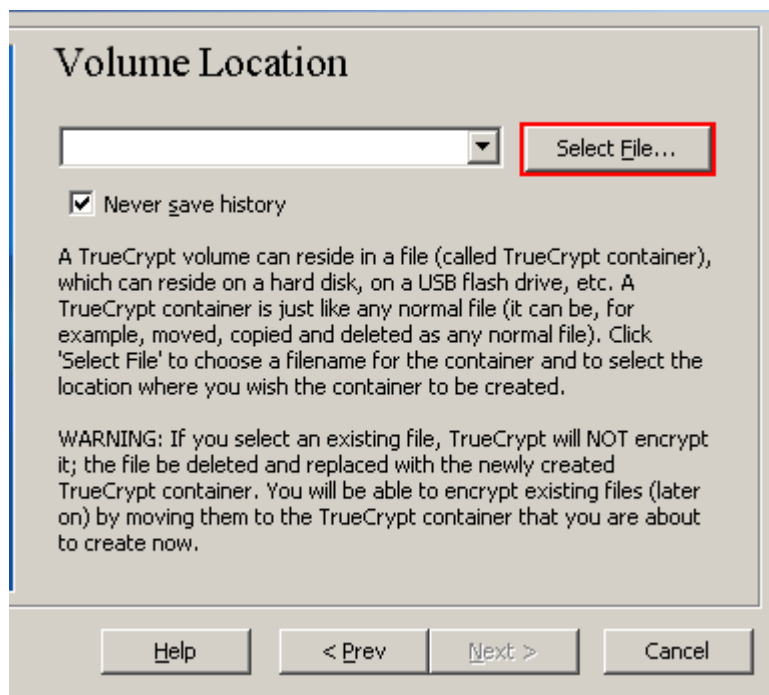 Volume Location
Select File...
Never save history
A TrueCrypt volume can reside in a file (called TrueCrypt container),
which can reside on a hard disk, on a USB flash drive, etc. A
TrueCrypt container is just like any normal file (it can be, for
example, moved, copied and deleted as any normal file). Click
'Select File' to choose a filename for the container and to select the
location where you wish the container to be created.
WARNING: If you select an existing file, TrueCrypt will NOT encrypt
it; the file be deleted and replaced with the newly created
TrueCrypt container. You will be able to encrypt existing files (later
on) by moving them to the TrueCrypt container that you are about
to create now.
Help < Prev Next > Cancel